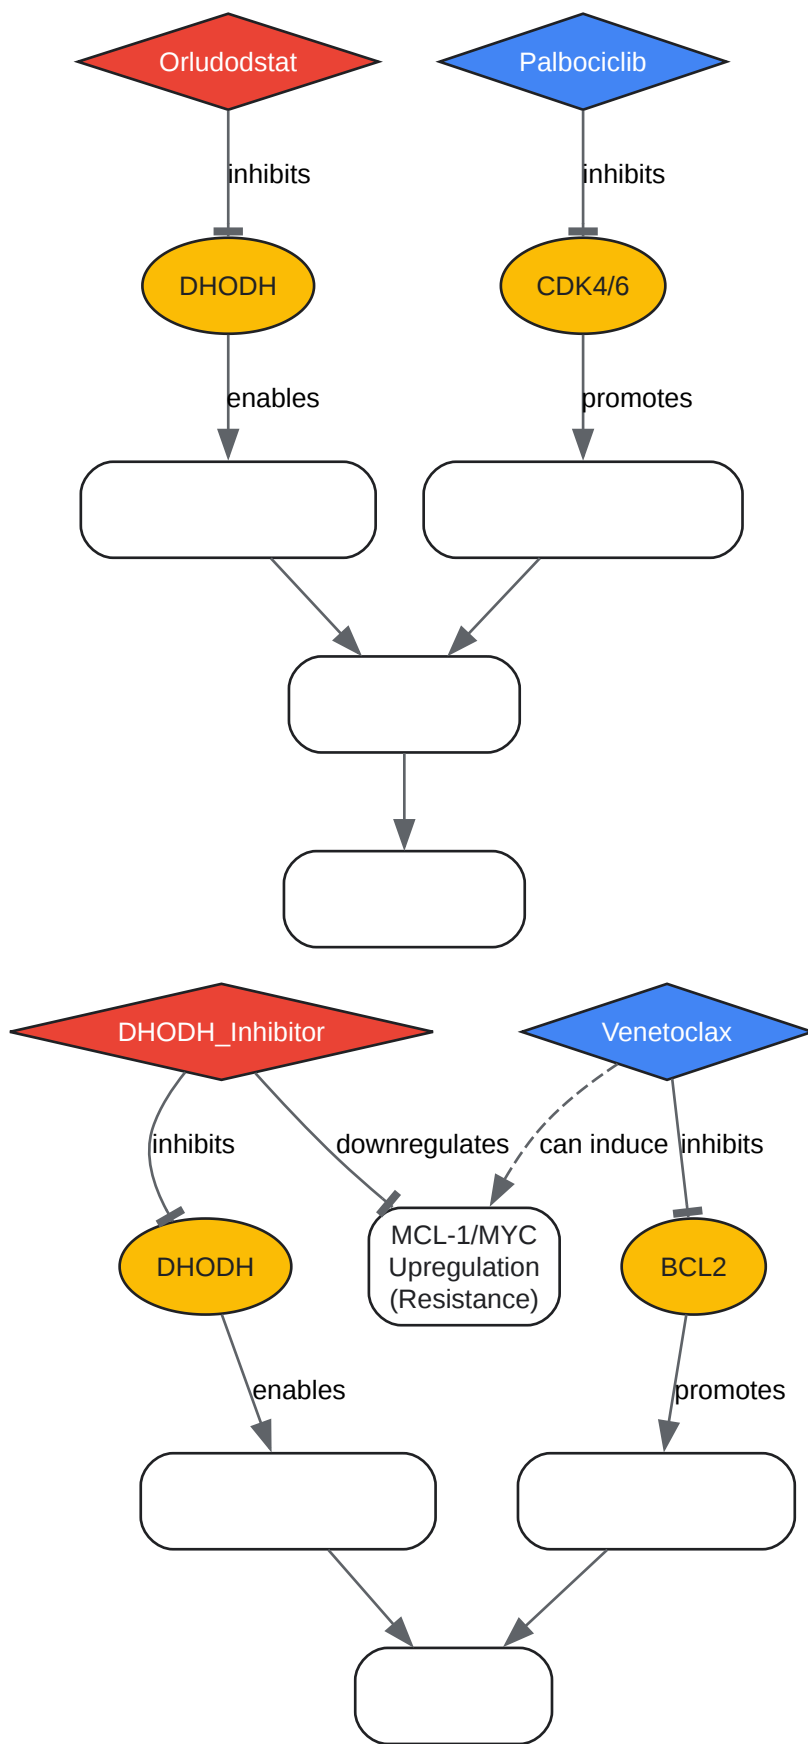 Orludodstat
Palbociclib
inhibits
inhibits
DHODH
CDK4/6
enables
promotes
DHODH_Inhibitor
Venetoclax
inhibits
downregulates
can induce
inhibits
DHODH
MCL-1/MYC
Upregulation
(Resistance)
BCL2
enables
promotes